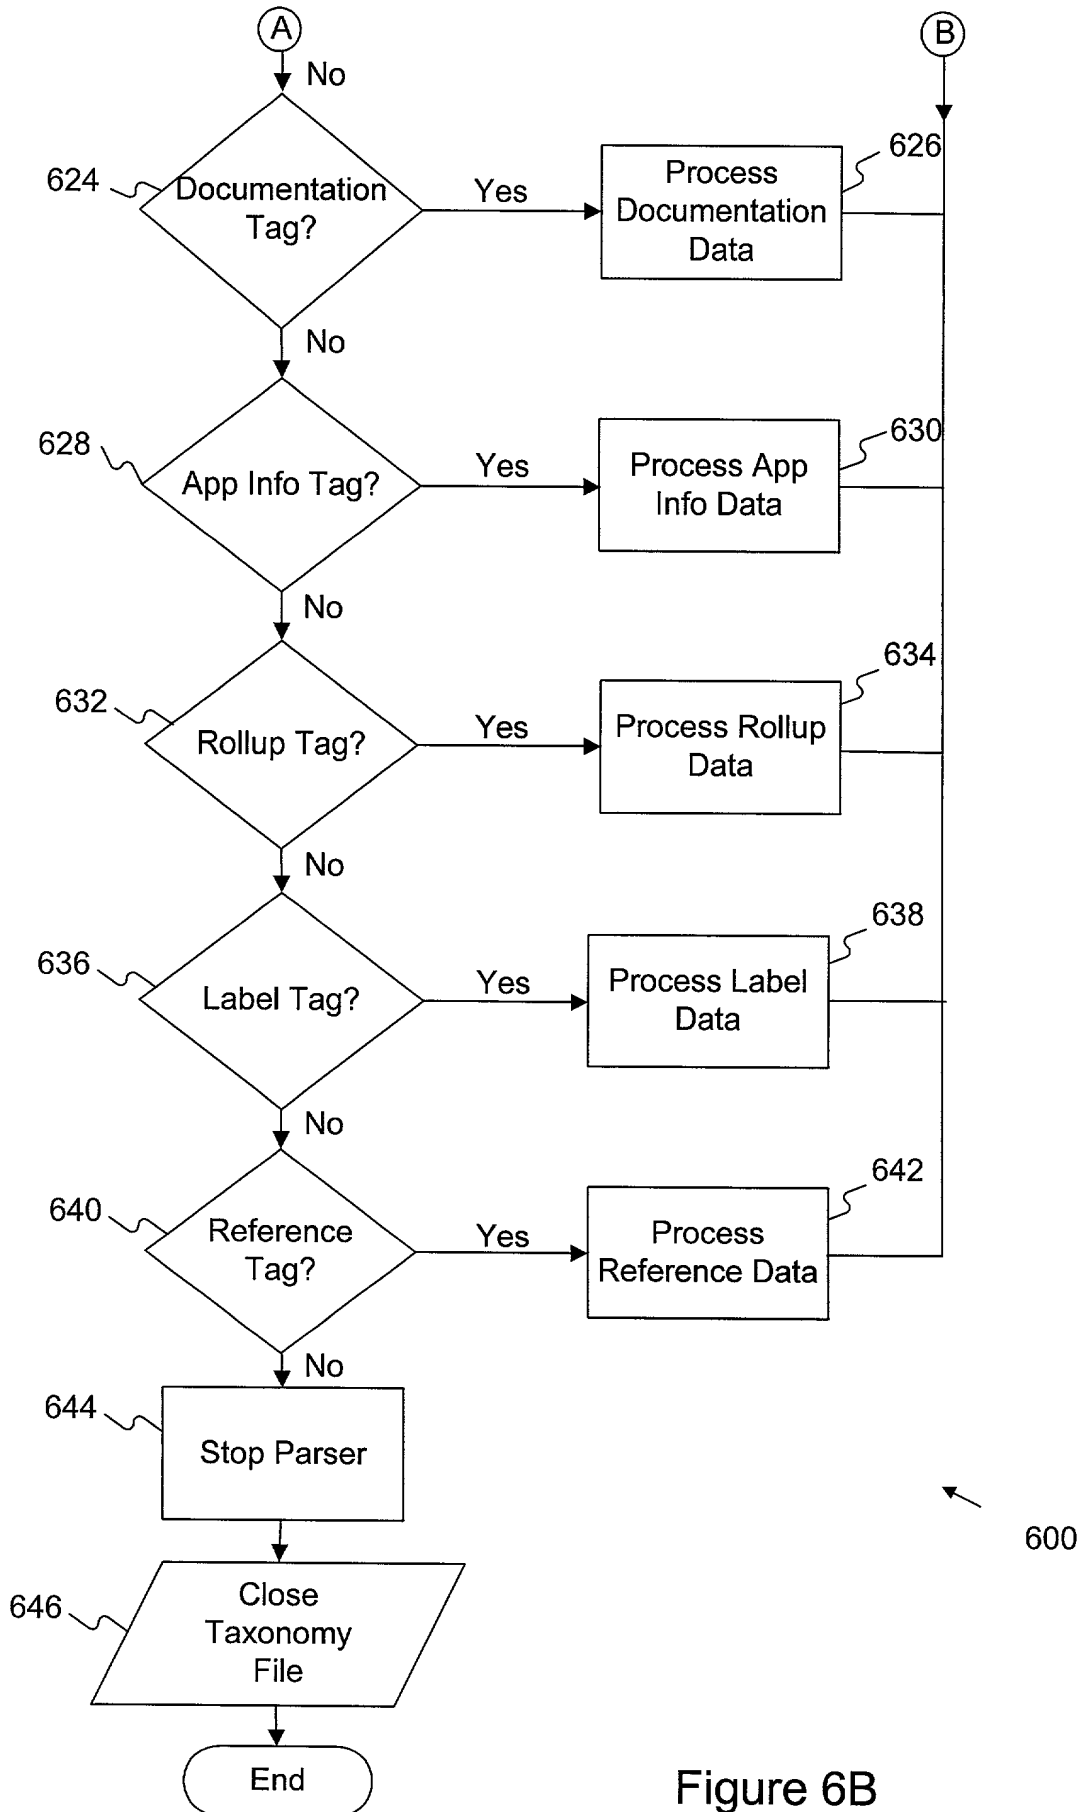 A
B
No
624
Documentation
Tag?
Yes
Process
Documentation
Data
626
No
628
App Info Tag?
Yes
Process App
Info Data
630
No
632
Rollup Tag?
Yes
Process Rollup
Data
634
No
636
Label Tag?
Yes
Process Label
Data
638
No
640
Reference
Tag?
Yes
Process
Reference Data
642
No
644
Stop Parser
600
646
Close
Taxonomy
File
End
Figure 6B